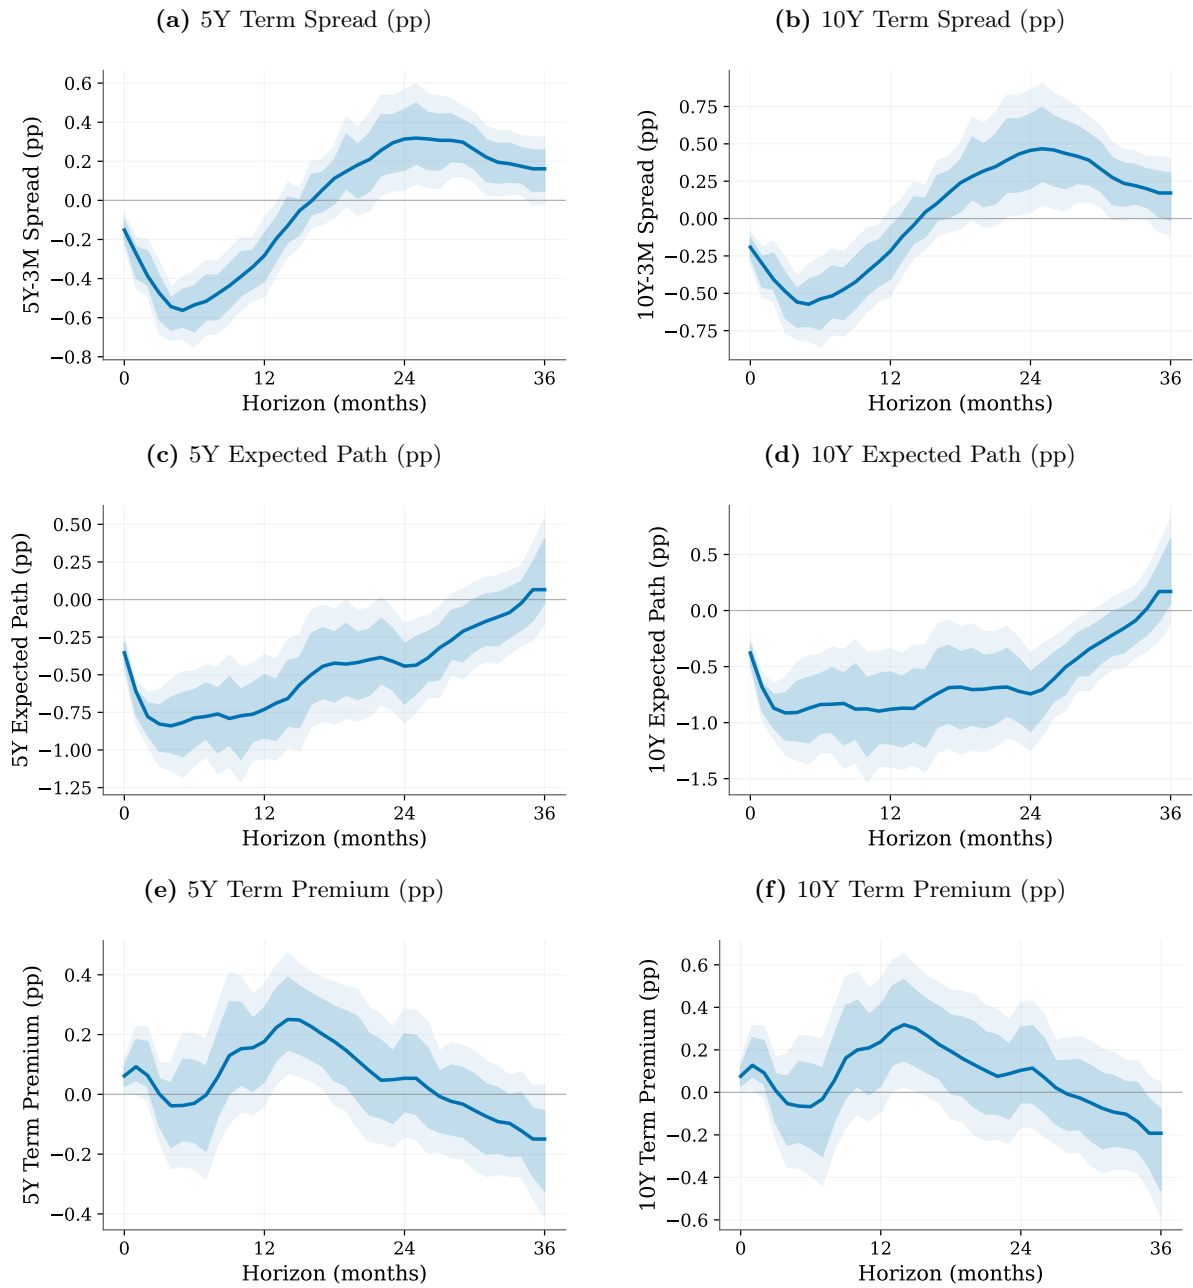 (a) 5Y Term Spread (pp)
5Y-3M Spread (pp)
0.6
0.4
0.2
0.0
−0.2
−0.4
−0.6
−0.8
0 12 24 36
Horizon (months)
(b) 10Y Term Spread (pp)
10Y-3M Spread (pp)
0.75
0.50
0.25
0.00
−0.25
−0.50
−0.75
0 12 24 36
Horizon (months)
(c) 5Y Expected Path (pp)
5Y Expected Path (pp)
0.50
0.25
0.00
−0.25
−0.50
−0.75
−1.00
−1.25
0 12 24 36
Horizon (months)
(d) 10Y Expected Path (pp)
10Y Expected Path (pp)
0.5
0.0
−0.5
−1.0
−1.5
0 12 24 36
Horizon (months)
(e) 5Y Term Premium (pp)
5Y Term Premium (pp)
0.4
0.2
0.0
−0.2
−0.4
0 12 24 36
Horizon (months)
(f) 10Y Term Premium (pp)
10Y Term Premium (pp)
0.6
0.4
0.2
0.0
−0.2
−0.4
−0.6
0 12 24 36
Horizon (months)